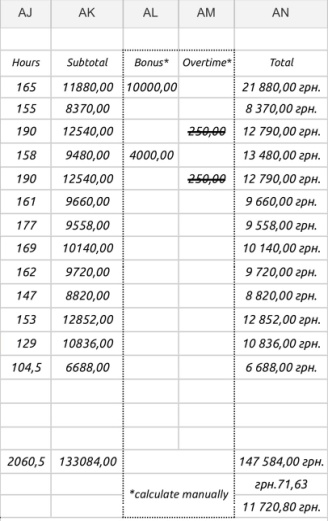 AJ AK AL AM AN
Hours Subtotal Bonus* Overtime* Total
165 11880,00 10000,00 21 880,00 грн.
155 8370,00 8 370,00 грн.
190 12540,00 250,00 12 790,00 грн.
158 9480,00 4000,00 13 480,00 грн.
190 12540,00 250,00 12 790,00 грн.
161 9660,00 9 660,00 грн.
177 9558,00 9 558,00 грн.
169 10140,00 10 140,00 грн.
162 9720,00 9 720,00 грн.
147 8820,00 8 820,00 грн.
153 12852,00 12 852,00 грн.
129 10836,00 10 836,00 грн.
104,5 6688,00 6 688,00 грн.
2060,5 133084,00 147 584,00 грн.
*calculate manually грн.71,63
11 720,80 грн.